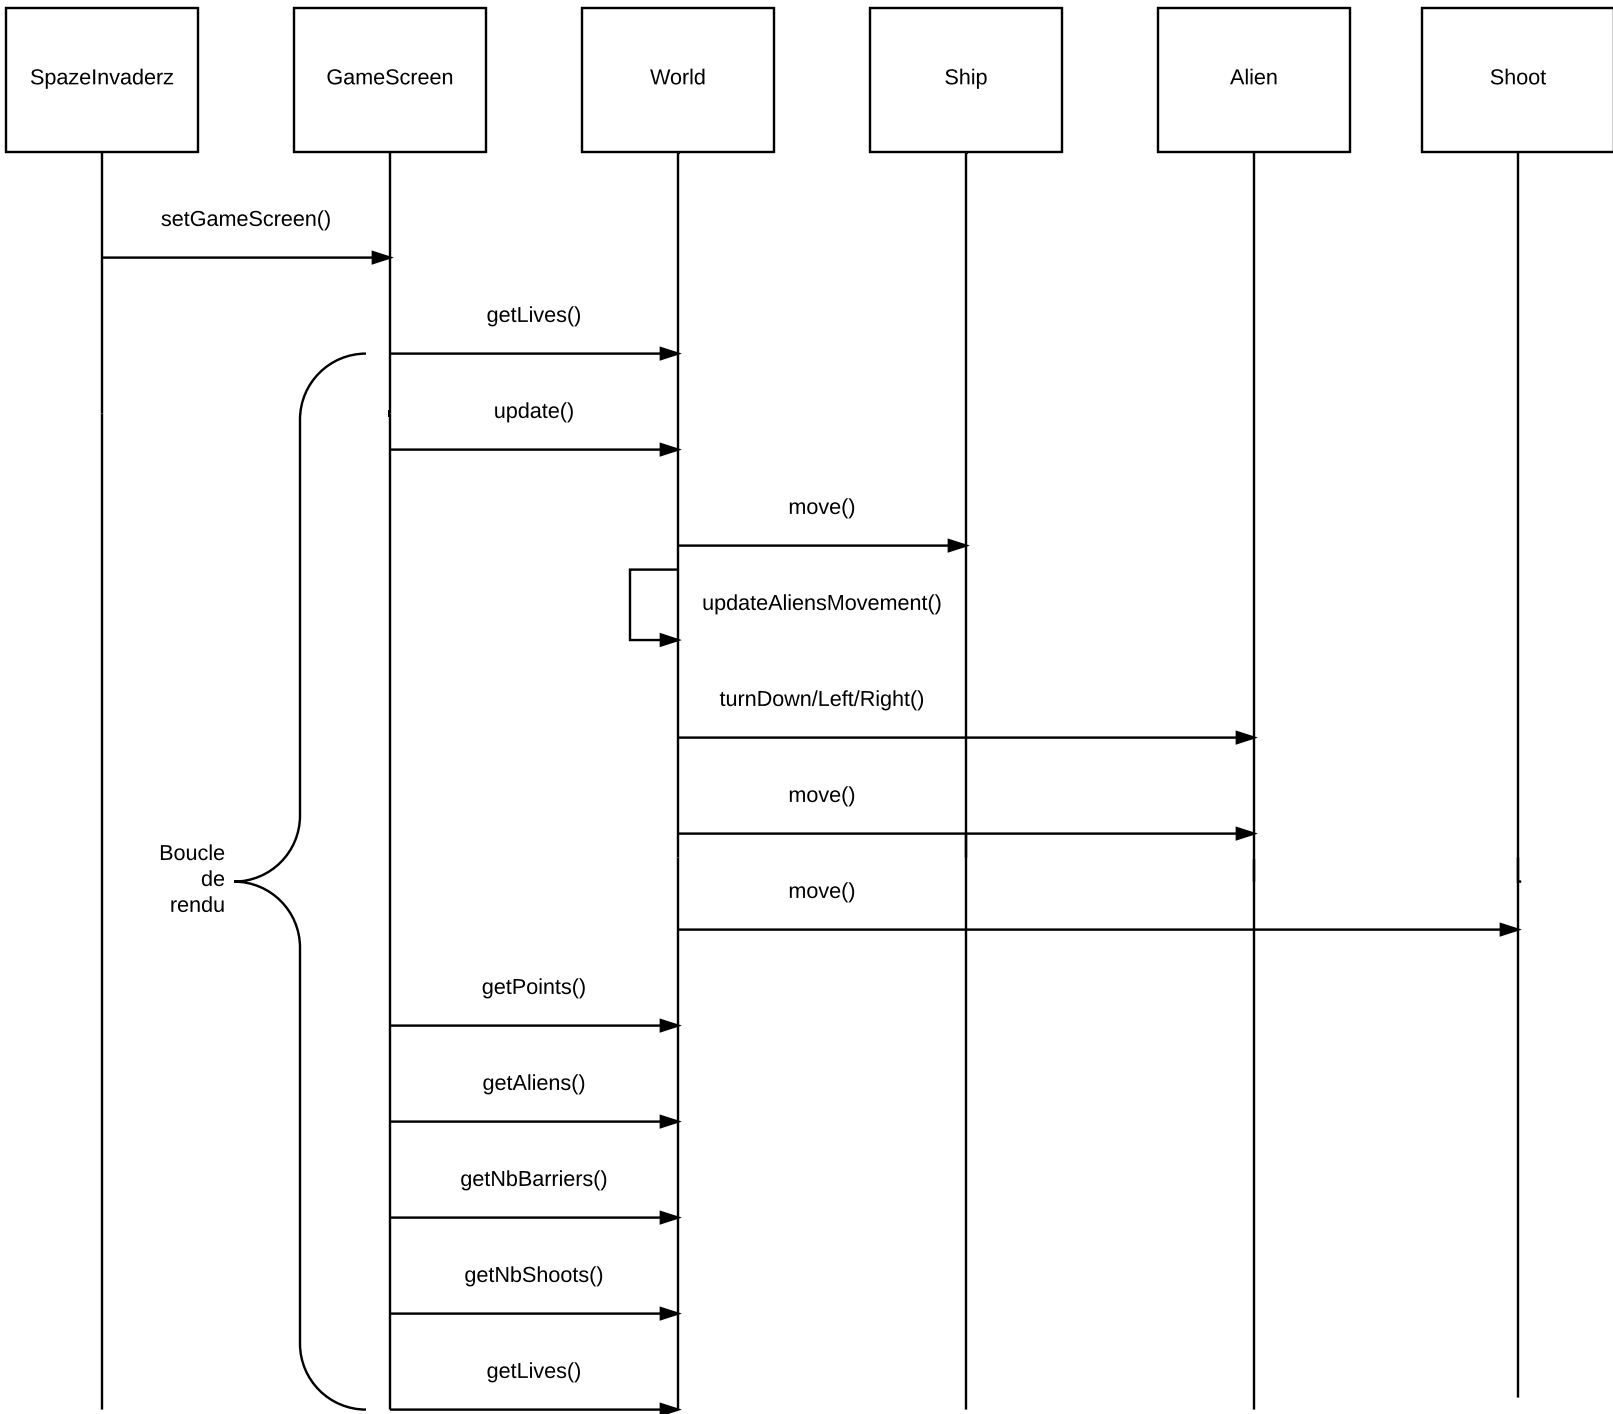 SpazeInvaderz
GameScreen
World
Ship
Alien
Shoot
setGameScreen()
getLives()
update()
move()
updateAliensMovement()
turnDown/Left/Right()
move()
Boucle
de
rendu
move()
getPoints()
getAliens()
getNbBarriers()
getNbShoots()
getLives()